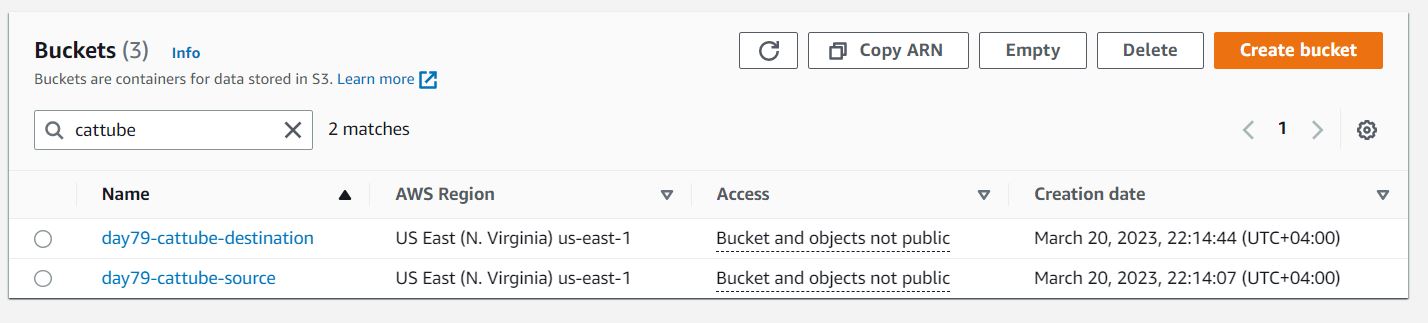 Buckets (3) Info
Copy ARN Empty Delete Create bucket
Buckets are containers for data stored in S3. Learn more
cattube 2 matches
1
Name AWS Region Access Creation date
day79-cattube-destination US East (N. Virginia) us-east-1 Bucket and objects not public March 20, 2023, 22:14:44 (UTC+04:00)
day79-cattube-source US East (N. Virginia) us-east-1 Bucket and objects not public March 20, 2023, 22:14:07 (UTC+04:00)